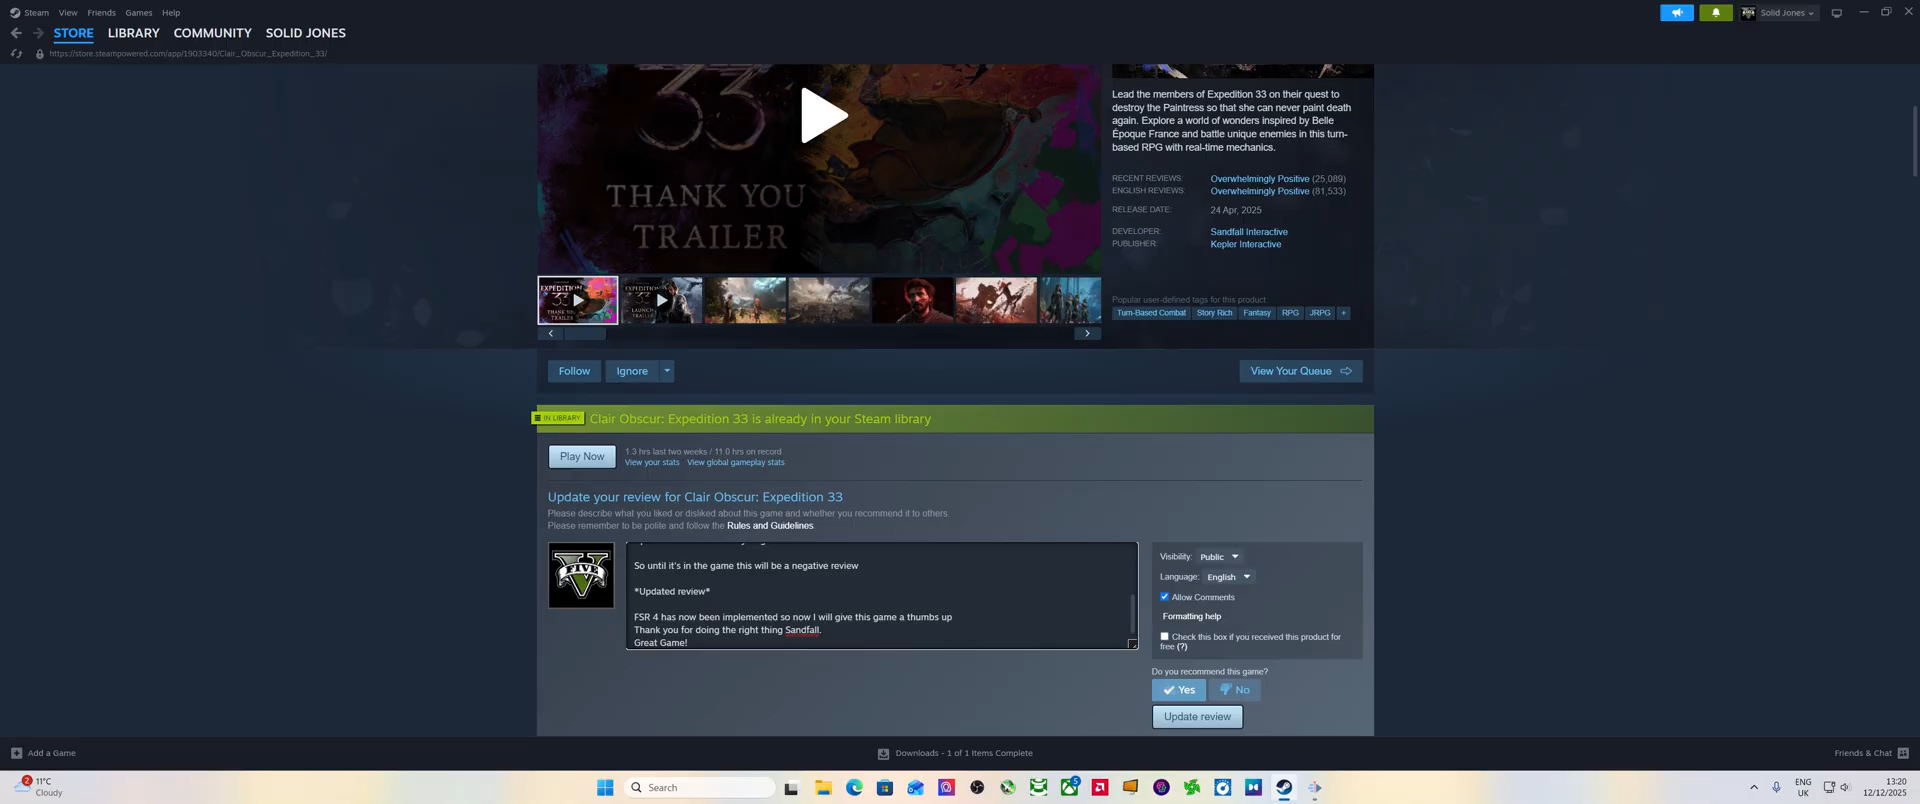 Steam View Friends Games Help
Solid Jones
STORE LIBRARY COMMUNITY SOLID JONES
https://store.steampowered.com/app/1903340/Clair_Obscur_Expedition_33/
33
THANK YOU
TRAILER
Lead the members of Expedition 33 on their quest to
destroy the Paintress so that she can never paint death
again. Explore a world of wonders inspired by Belle
Époque France and battle unique enemies in this turn-
based RPG with real-time mechanics.
RECENT REVIEWS: Overwhelmingly Positive (25,089)
ENGLISH REVIEWS: Overwhelmingly Positive (81,533)
RELEASE DATE: 24 Apr, 2025
DEVELOPER: Sandfall Interactive
PUBLISHER: Kepler Interactive
EXPEDITION
33
THANK YOU
TRAILER
EXPEDITION
33
LAUNCH
TRAILER
Popular user-defined tags for this product:
Turn-Based Combat Story Rich Fantasy RPG JRPG +
Follow Ignore View Your Queue
IN LIBRARY Clair Obscur: Expedition 33 is already in your Steam library
Play Now
1.3 hrs last two weeks / 11.0 hrs on record
View your stats View global gameplay stats
Update your review for Clair Obscur: Expedition 33
Please describe what you liked or disliked about this game and whether you recommend it to others.
Please remember to be polite and follow the Rules and Guidelines.
V
FIVE
So until it's in the game this will be a negative review
*Updated review*
FSR 4 has now been implemented so now I will give this game a thumbs up
Thank you for doing the right thing Sandfall.
Great Game!
Visibility: Public
Language: English
Allow Comments
Formatting help
Check this box if you received this product for
free (?)
Do you recommend this game?
Yes No
Update review
Add a Game
Downloads - 1 of 1 Items Complete
Friends & Chat
2
11°C
Cloudy
Search
5
ENG
UK
13:20
12/12/2025